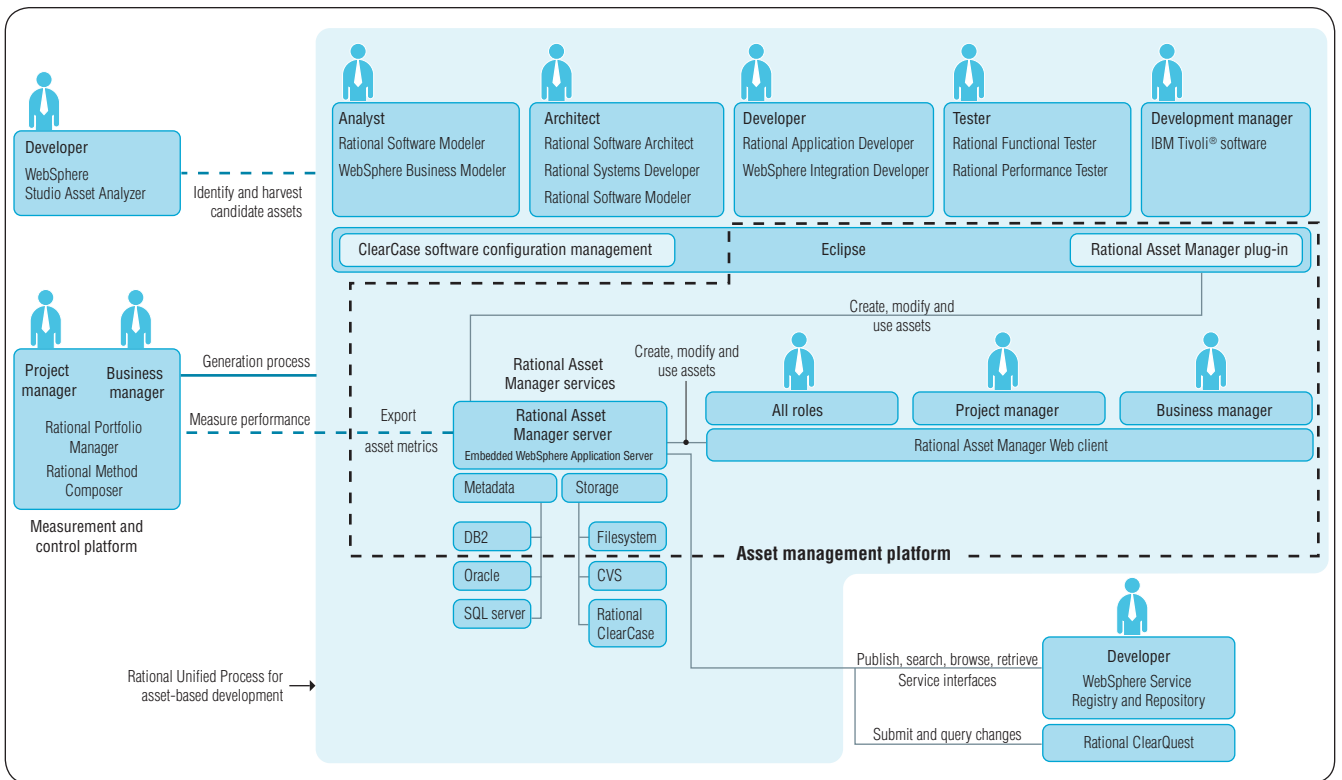 Analyst
Rational Software Modeler
WebSphere Business Modeler
Architect
Rational Software Architect
Rational Systems Developer
Rational Software Modeler
Developer
Rational Application Developer
WebSphere Integration Developer
Tester
Rational Functional Tester
Rational Performance Tester
Development manager
IBM Tivoli® software
Developer
WebSphere
Studio Asset Analyzer
Identify and harvest
candidate assets
ClearCase software configuration management
Eclipse
Rational Asset Manager plug-in
Create, modify and
use assets
Project
manager
Business
manager
Rational Portfolio
Manager
Rational Method
Composer
Measurement and
control platform
Generation process
Measure performance
Export
asset metrics
Rational Asset
Manager services
Create, modify and
use assets
Rational Asset
Manager server
Embedded WebSphere Application Server
All roles
Project manager
Business manager
Rational Asset Manager Web client
Metadata
Storage
DB2
Oracle
SQL server
Filesystem
CVS
Rational
ClearCase
Asset management platform
Rational Unified Process for
asset-based development
Publish, search, browse, retrieve
Service interfaces
Submit and query changes
Developer
WebSphere Service
Registry and Repository
Rational ClearQuest